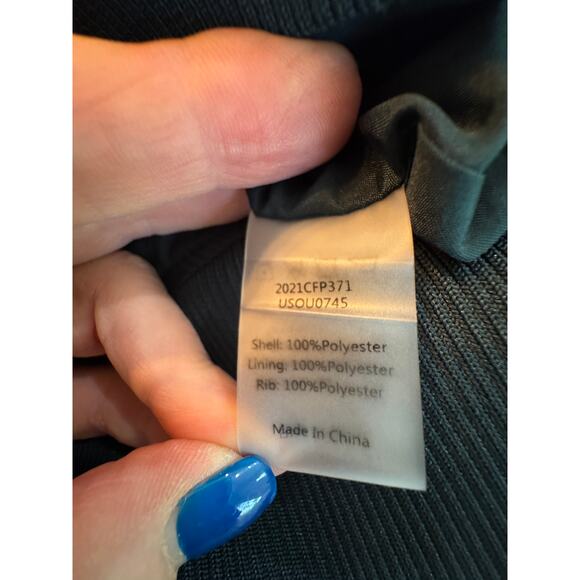 2021CFP371
USOU0745
Shell: 100%Polyester
Lining: 100%Polyester
Rib: 100%Polyester
Made In China